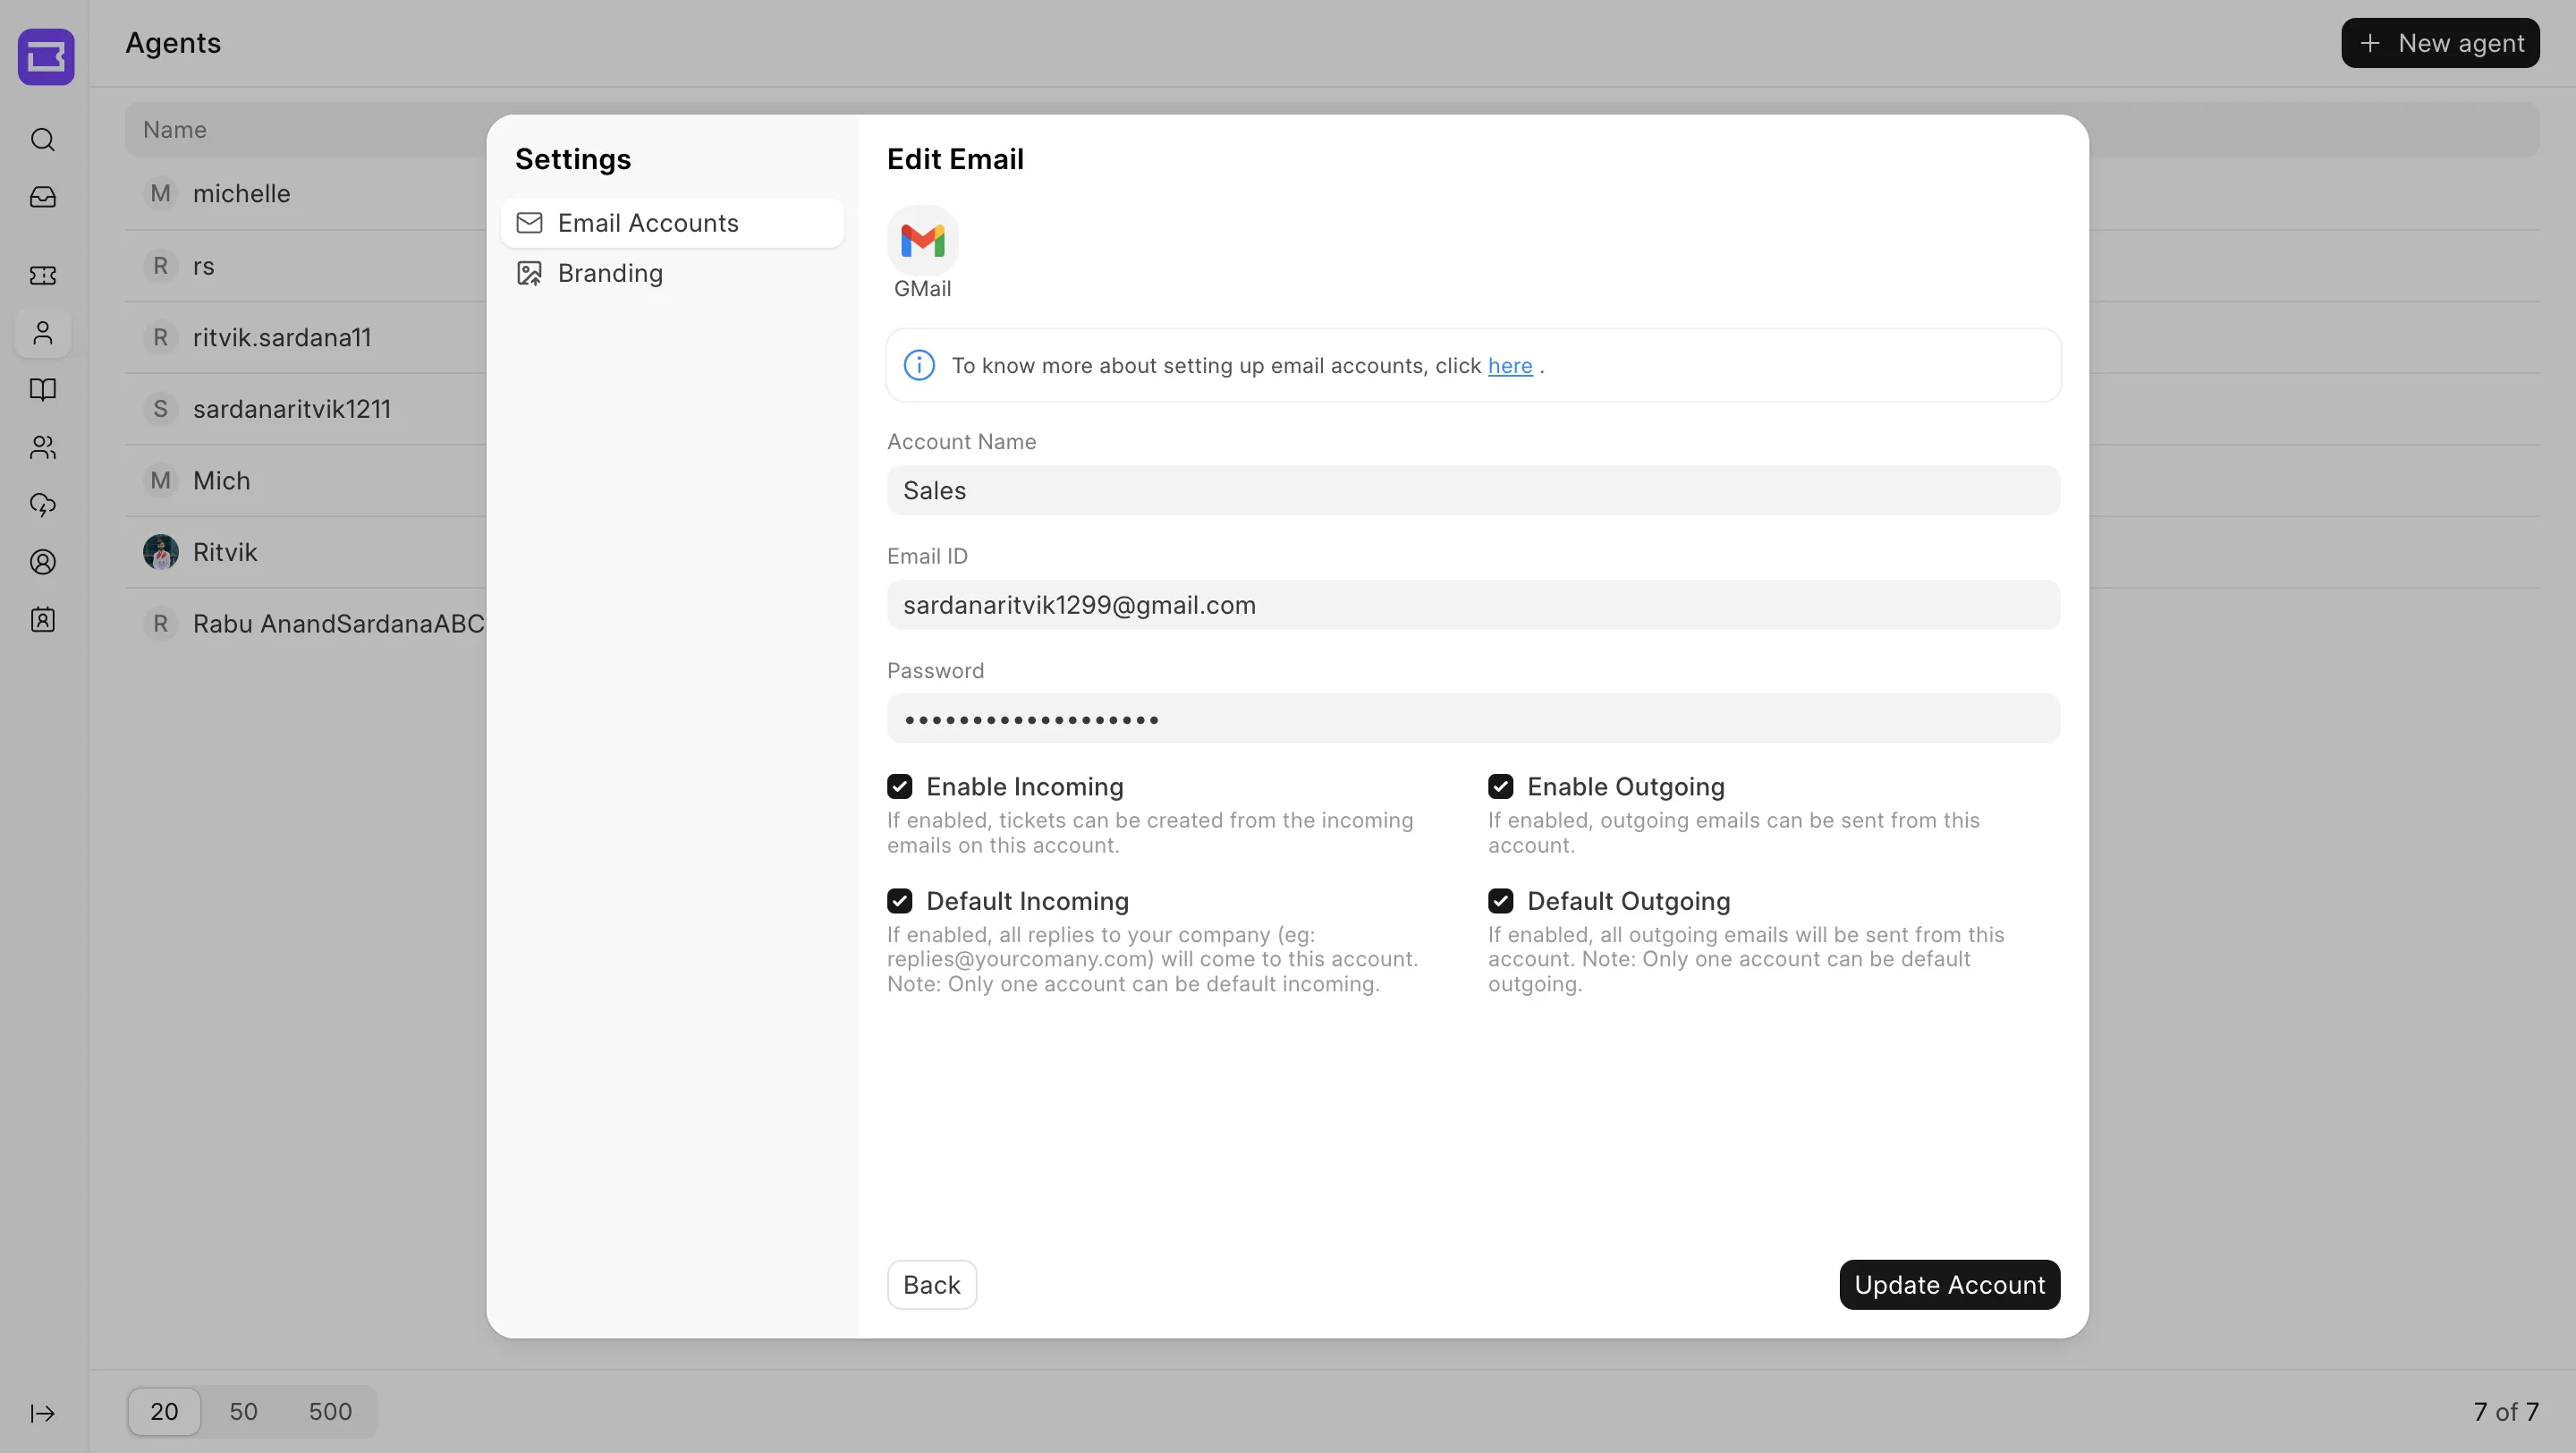 Agents
New agent
Name
M michelle
R rs
R ritvik.sardana11
S sardanaritvik1211
M Mich
Ritvik
R Rabu AnandSardanaABC
Settings
Email Accounts
Branding
Edit Email
GMail
To know more about setting up email accounts, click here .
Account Name
Sales
Email ID
sardanaritvik1299@gmail.com
Password
Enable Incoming
If enabled, tickets can be created from the incoming
emails on this account.
Enable Outgoing
If enabled, outgoing emails can be sent from this
account.
Default Incoming
If enabled, all replies to your company (eg:
replies@yourcomany.com) will come to this account.
Note: Only one account can be default incoming.
Default Outgoing
If enabled, all outgoing emails will be sent from this
account. Note: Only one account can be default
outgoing.
Back
Update Account
20 50 500
7 of 7